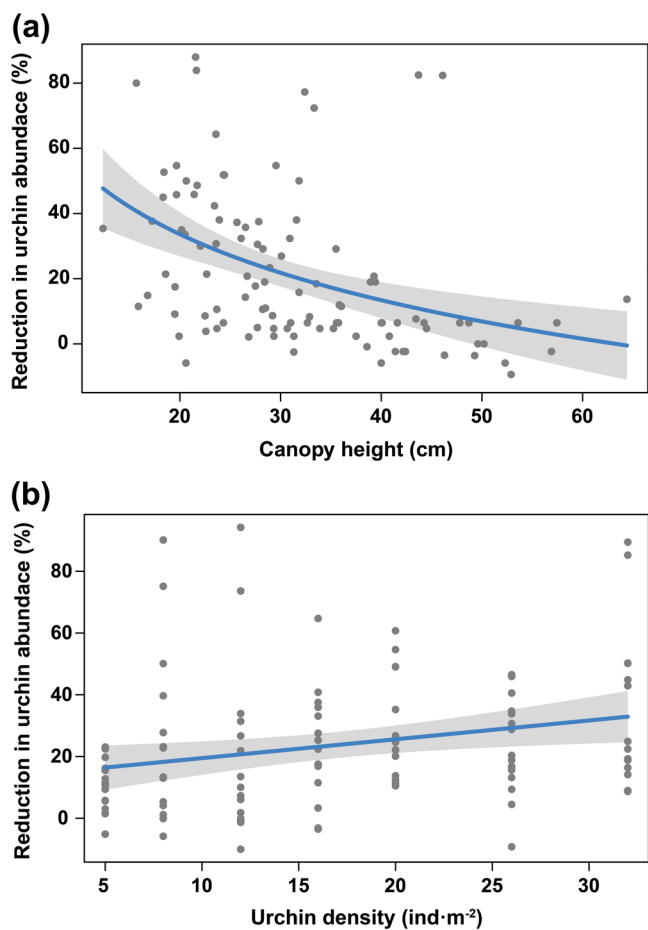 (a)
Reduction in urchin abundace (%)
80
60
40
20
0
20 30 40 50 60
Canopy height (cm)
(b)
Reduction in urchin abundace (%)
80
60
40
20
0
5 10 15 20 25 30
Urchin density (ind·m⁻²)